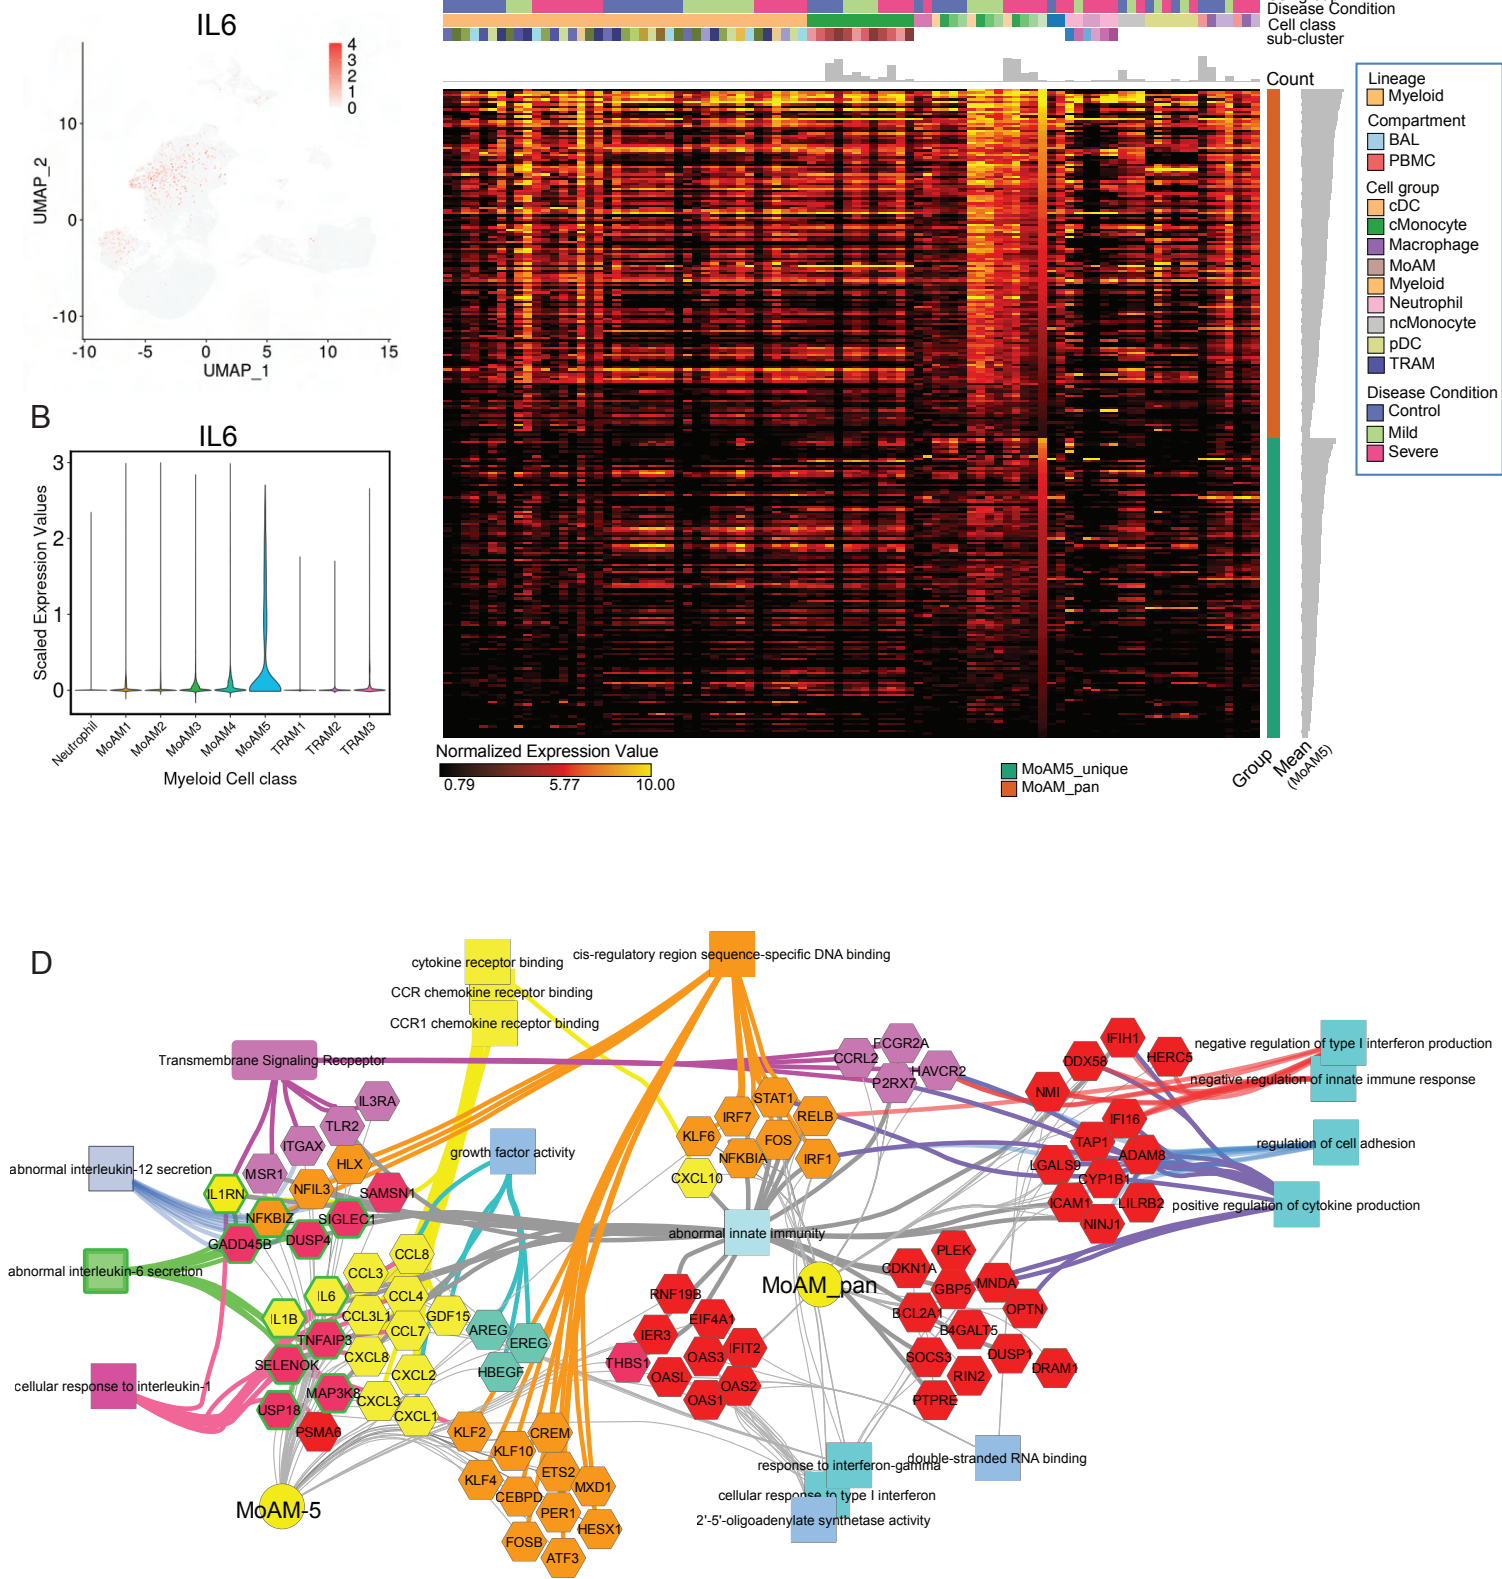 IL6
4
3
2
1
0
10
0
-10
UMAP_2
-10
-5
0
5
10
15
UMAP_1
Disease Condition
Cell class
sub-cluster
Count
Lineage
Myeloid
Compartment
BAL
PBMC
Cell group
cDC
cMonocyte
Macrophage
MoAM
Myeloid
Neutrophil
ncMonocyte
pDC
TRAM
Disease Condition
Control
Mild
Severe
B
IL6
3
2
1
0
Scaled Expression Values
Neutrophil
MoAM1
MoAM2
MoAM3
MoAM4
MoAM5
TRAM1
TRAM2
TRAM3
Myeloid Cell class
Normalized Expression Value
0.79
5.77
10.00
MoAM5_unique
MoAM_pan
Group
Mean
(MoAM5)
D
cytokine receptor binding
CCR chemokine receptor binding
CCR1 chemokine receptor binding
cis-regulatory region sequence-specific DNA binding
Transmembrane Signaling Recpeptor
growth factor activity
abnormal interleukin-12 secretion
abnormal interleukin-6 secretion
cellular response to interleukin-1
abnormal innate immunity
negative regulation of type I interferon production
negative regulation of innate immune response
regulation of cell adhesion
positive regulation of cytokine production
IL3RA
TLR2
ITGAX
MSR1
HLX
NFIL3
SAMSN1
IL1RN
NFKBIZ
SIGLEC1
GADD45B
DUSP4
CCL8
CCL3
CCL4
IL6
CCL3L1
GDF15
IL1B
CCL7
TNFAIP3
CXCL8
SELENOK
CXCL2
MAP3K8
CXCL3
CXCL1
USP18
PSMA6
AREG
EREG
HBEGF
MoAM-5
KLF2
CREM
KLF10
KLF4
ETS2
CEBPD
MXD1
PER1
HESX1
FOSB
ATF3
STAT1
IRF7
RELB
KLF6
FOS
NFKBIA
IRF1
CXCL10
FCGR2A
CCRL2
HAVCR2
P2RX7
IFIH1
DDX58
HERC5
NMI
IFI16
TAP1
ADAM8
LGALS9
CYP1B1
ICAM1
LILRB2
NINJ1
MoAM_pan
PLEK
CDKN1A
GBP5
MNDA
BCL2A1
OPTN
B4GALT5
SOCS3
DUSP1
RIN2
DRAM1
PTPRE
RNF19B
EIF4A1
IER3
IFIT2
OAS3
THBS1
OASL
OAS2
OAS1
response to interferon-gamma
double-stranded RNA binding
cellular response to type I interferon
2'-5'-oligoadenylate synthetase activity